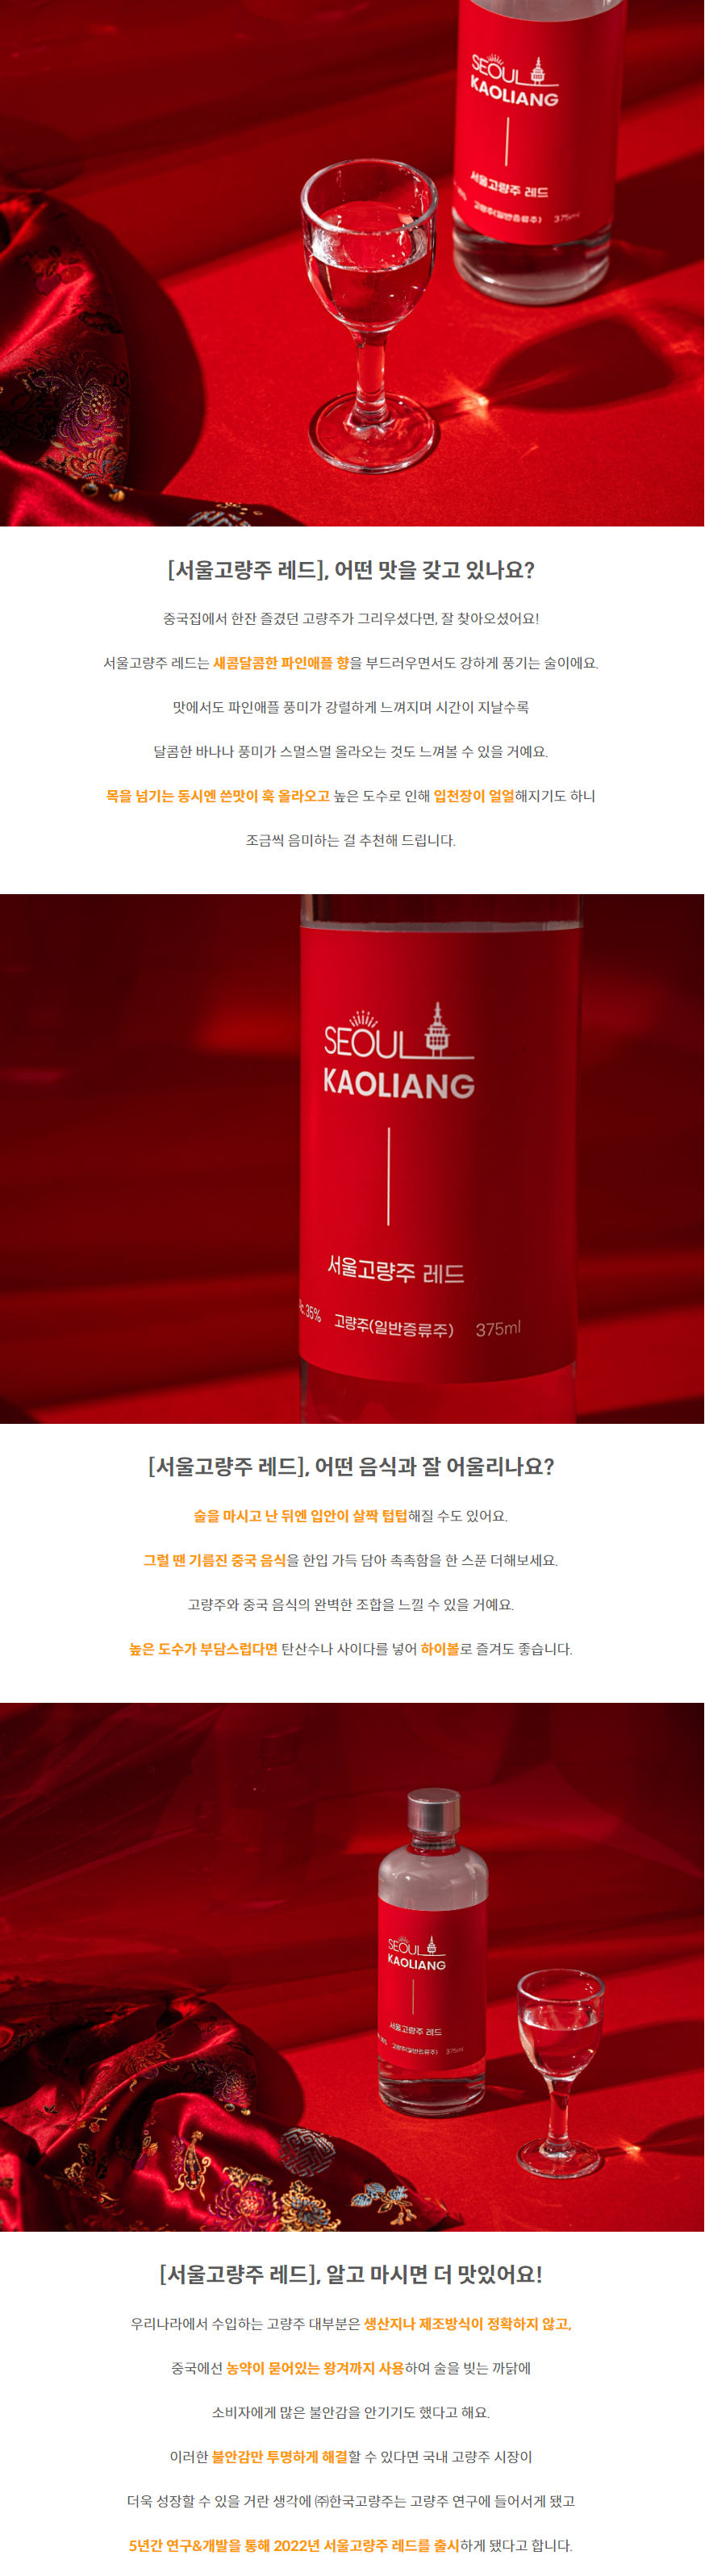 SEOUL
KAOLIANG
서울고량주 레드
고량주(일반증류주) 375ml
[서울고량주 레드], 어떤 맛을 갖고 있나요?
중국집에서 한잔 즐겼던 고량주가 그리우셨다면, 잘 찾아오셨어요!
서울고량주 레드는 새콤달콤한 파인애플 향을 부드러우면서도 강하게 풍기는 술이에요.
맛에서도 파인애플 풍미가 강렬하게 느껴지며 시간이 지날수록
달콤한 바나나 풍미가 스멀스멀 올라오는 것도 느껴볼 수 있을 거예요.
목을 넘기는 동시엔 쓴맛이 훅 올라오고 높은 도수로 인해 입천장이 얼얼해지기도 하니
조금씩 음미하는 걸 추천해 드립니다.
SEOUL
KAOLIANG
서울고량주 레드
35% 고량주(일반증류주) 375ml
[서울고량주 레드], 어떤 음식과 잘 어울리나요?
술을 마시고 난 뒤엔 입안이 살짝 텁텁해질 수도 있어요.
그럴 땐 기름진 중국 음식을 한입 가득 담아 촉촉함을 한 스푼 더해보세요.
고량주와 중국 음식의 완벽한 조합을 느낄 수 있을 거예요.
높은 도수가 부담스럽다면 탄산수나 사이다를 넣어 하이볼로 즐겨도 좋습니다.
SEOUL
KAOLIANG
서울고량주 레드
고량주(일반증류주) 375ml
[서울고량주 레드], 알고 마시면 더 맛있어요!
우리나라에서 수입하는 고량주 대부분은 생산지나 제조방식이 정확하지 않고,
중국에선 농약이 묻어있는 왕겨까지 사용하여 술을 빚는 까닭에
소비자에게 많은 불안감을 안기기도 했다고 해요.
이러한 불안감만 투명하게 해결할 수 있다면 국내 고량주 시장이
더욱 성장할 수 있을 거란 생각에 ㈜한국고량주는 고량주 연구에 들어서게 됐고
5년간 연구&개발을 통해 2022년 서울고량주 레드를 출시하게 됐다고 합니다.